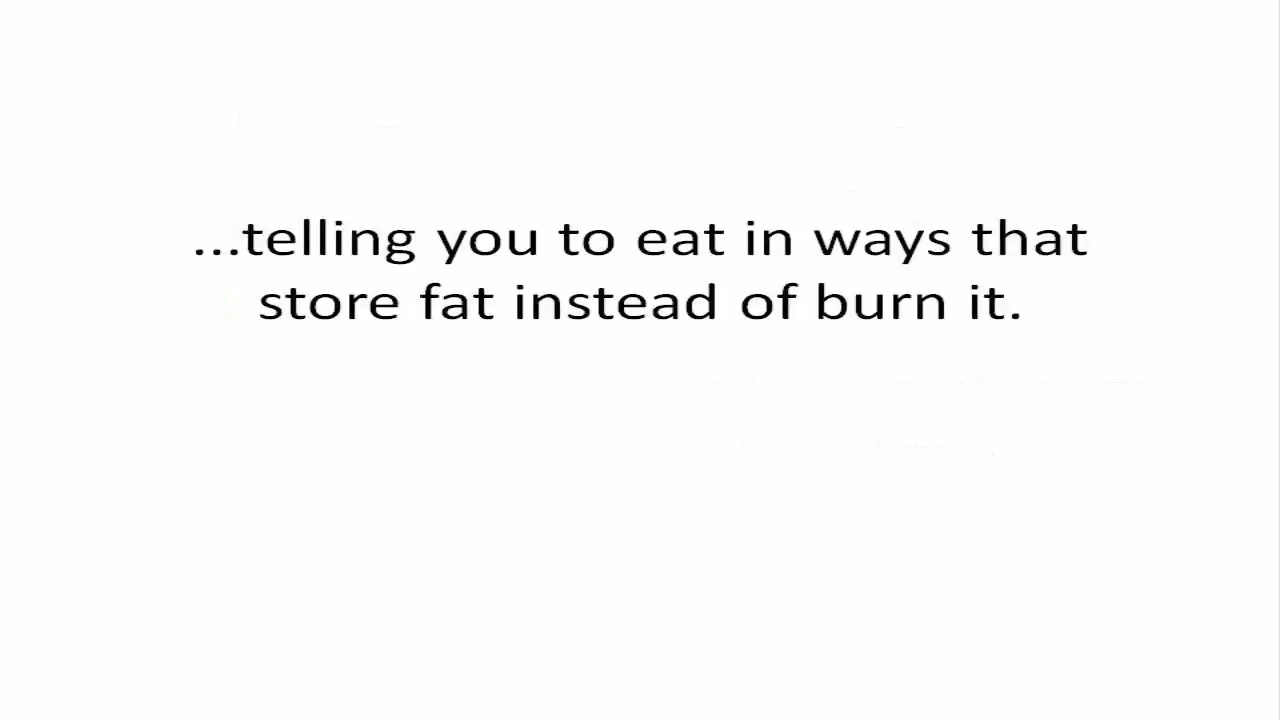 ...telling you to eat in ways that
store fat instead of burn it.